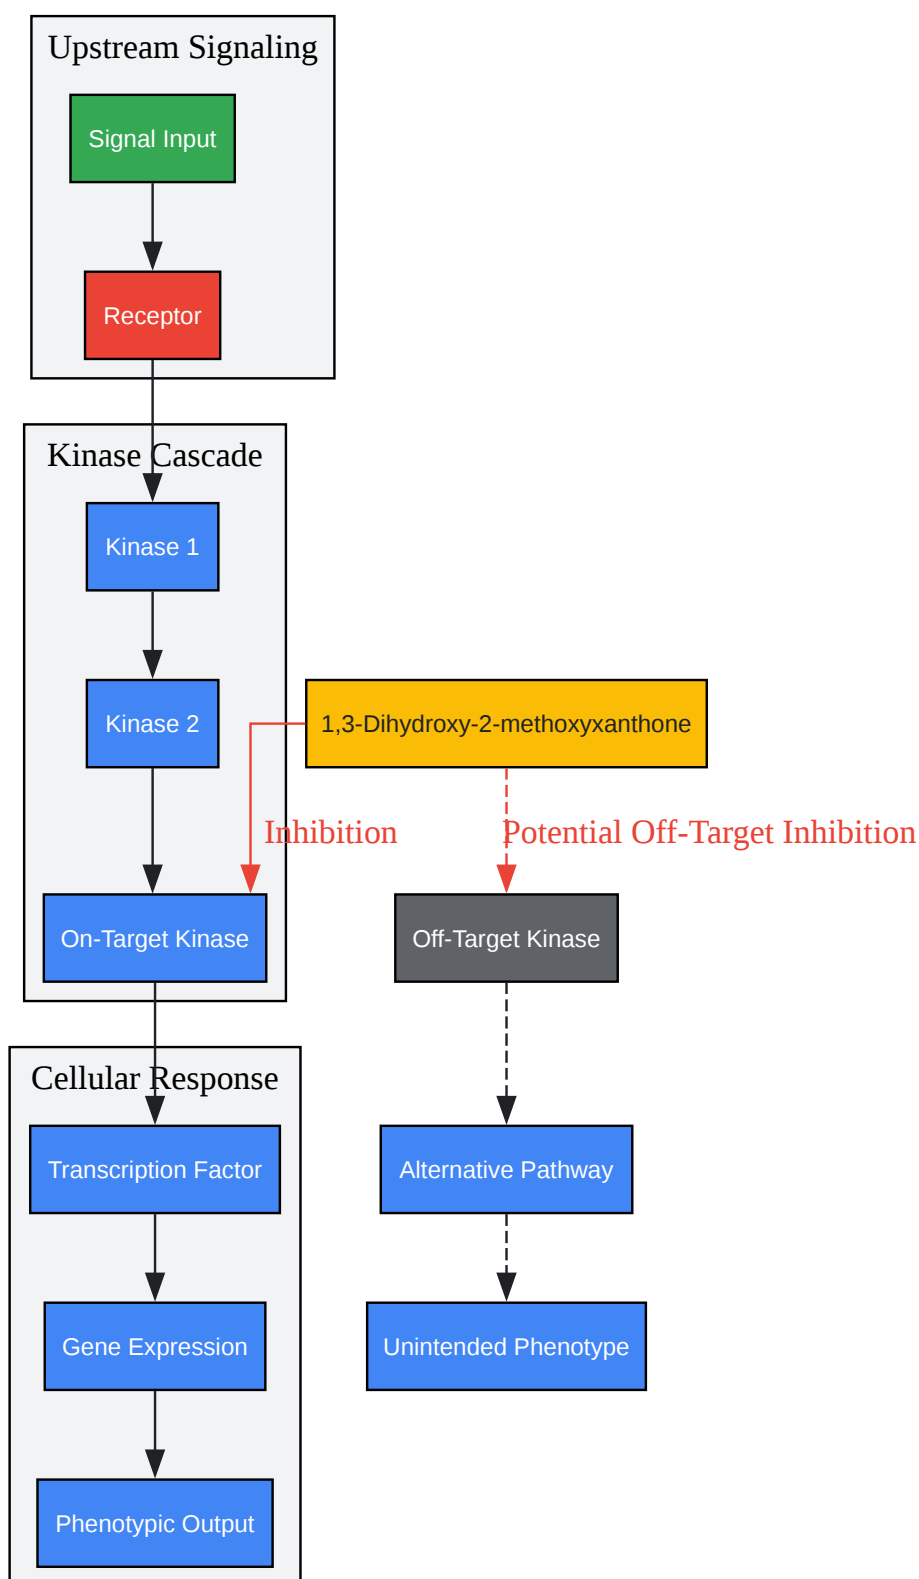 Upstream Signaling
Signal Input
Receptor
Kinase Cascade
Kinase 1
Kinase 2
1,3-Dihydroxy-2-methoxyxanthone
Inhibition
Potential Off-Target Inhibition
On-Target Kinase
Off-Target Kinase
Cellular Response
Transcription Factor
Alternative Pathway
Gene Expression
Unintended Phenotype
Phenotypic Output